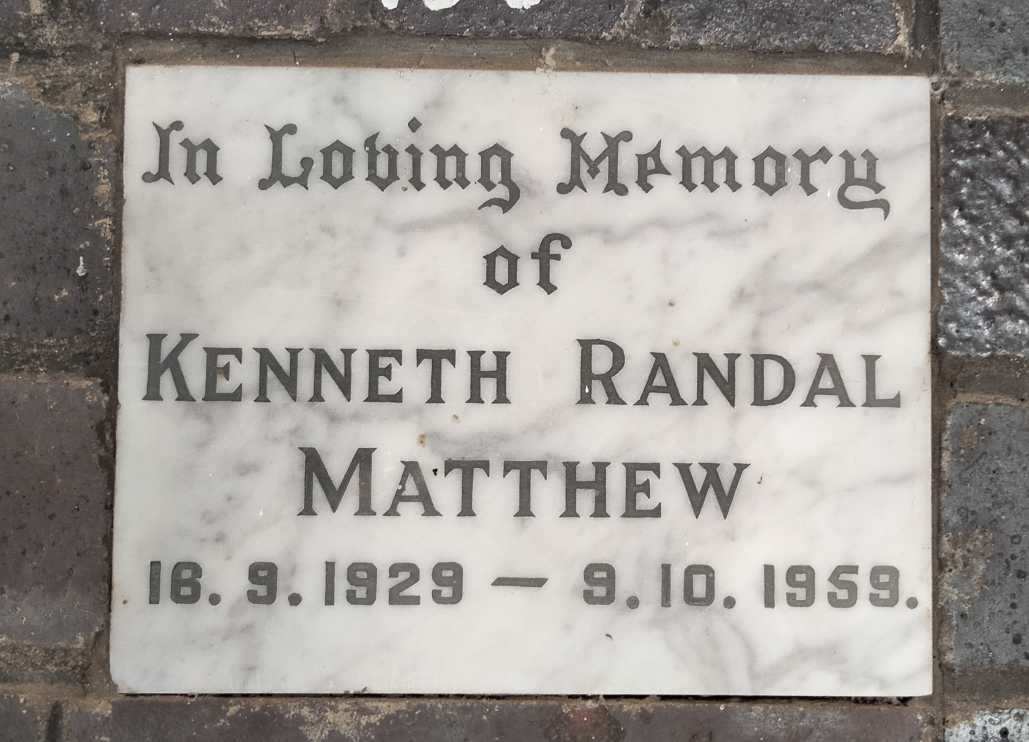 In Loving Memory
of
KENNETH RANDAL
MATTHEW
16. 9. 1929 — 9. 10. 1959.